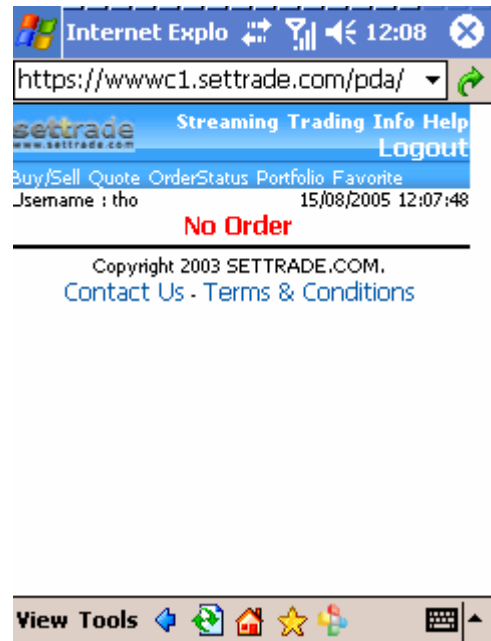 Internet Explo 12:08
https://wwwc1.settrade.com/pda/
settrade
www.settrade.com
Streaming Trading Info Help
Logout
Buy/Sell Quote OrderStatus Portfolio Favorite
Username : tho 15/08/2005 12:07:48
No Order
Copyright 2003 SETTRADE.COM.
Contact Us - Terms & Conditions
View Tools